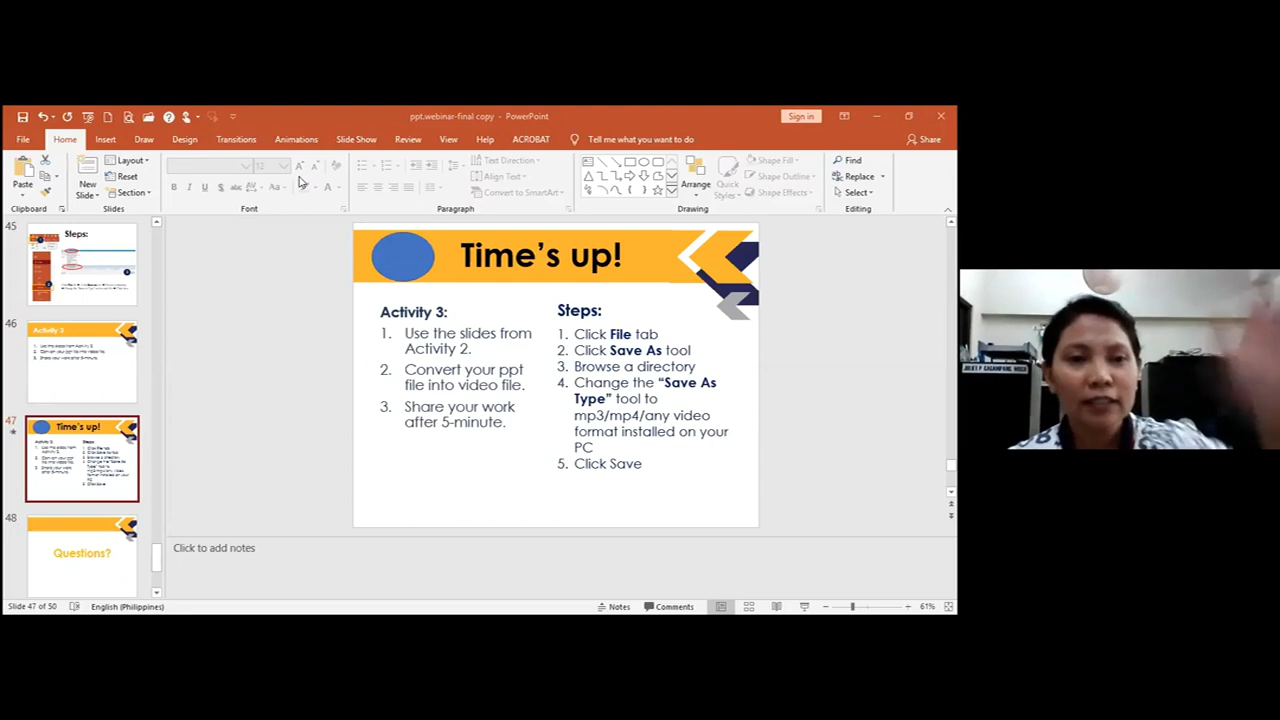 ppt.webinar-final copy - PowerPoint
Sign in
File Home Insert Draw Design Transitions Animations Slide Show Review View Help ACROBAT Tell me what you want to do Share
Paste
Clipboard
New Slide
Layout
Reset
Section
Slides
12
Font
Text Direction
Align Text
Convert to SmartArt
Paragraph
Arrange
Quick Styles
Shape Fill
Shape Outline
Shape Effects
Drawing
Find
Replace
Select
Editing
45
Steps:
46
Activity 3
47
Time's up!
48
Questions?
Time's up!
Activity 3:
1. Use the slides from
Activity 2.
2. Convert your ppt
file into video file.
3. Share your work
after 5-minute.
Steps:
1. Click File tab
2. Click Save As tool
3. Browse a directory
4. Change the "Save As
Type" tool to
mp3/mp4/any video
format installed on your
PC
5. Click Save
Click to add notes
Slide 47 of 50 English (Philippines) Notes Comments 61%